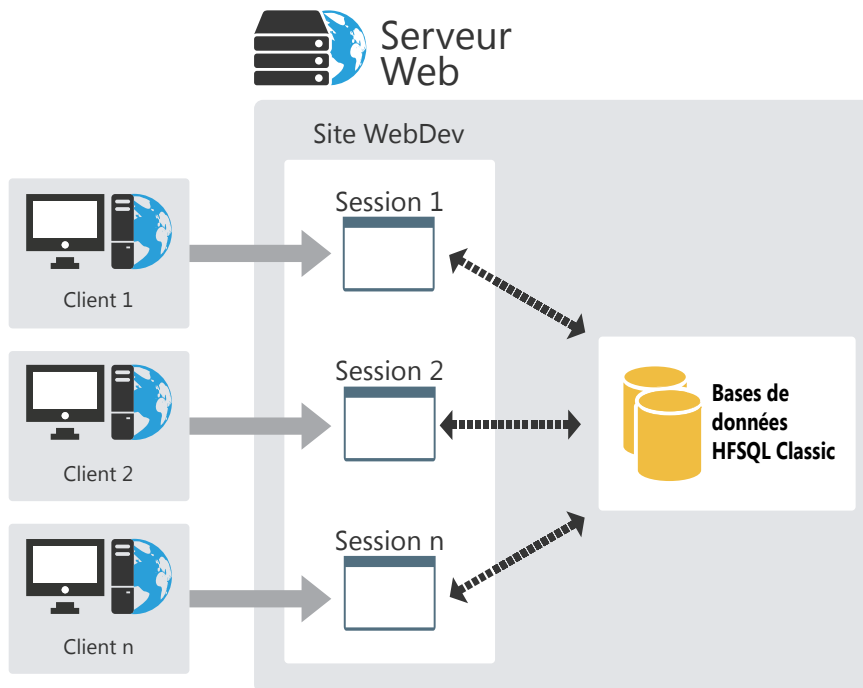 Serveur
Web
Site WebDev
Session 1
Client 1
Session 2
Client 2
Bases de
données
HFSQL Classic
Session n
Client n